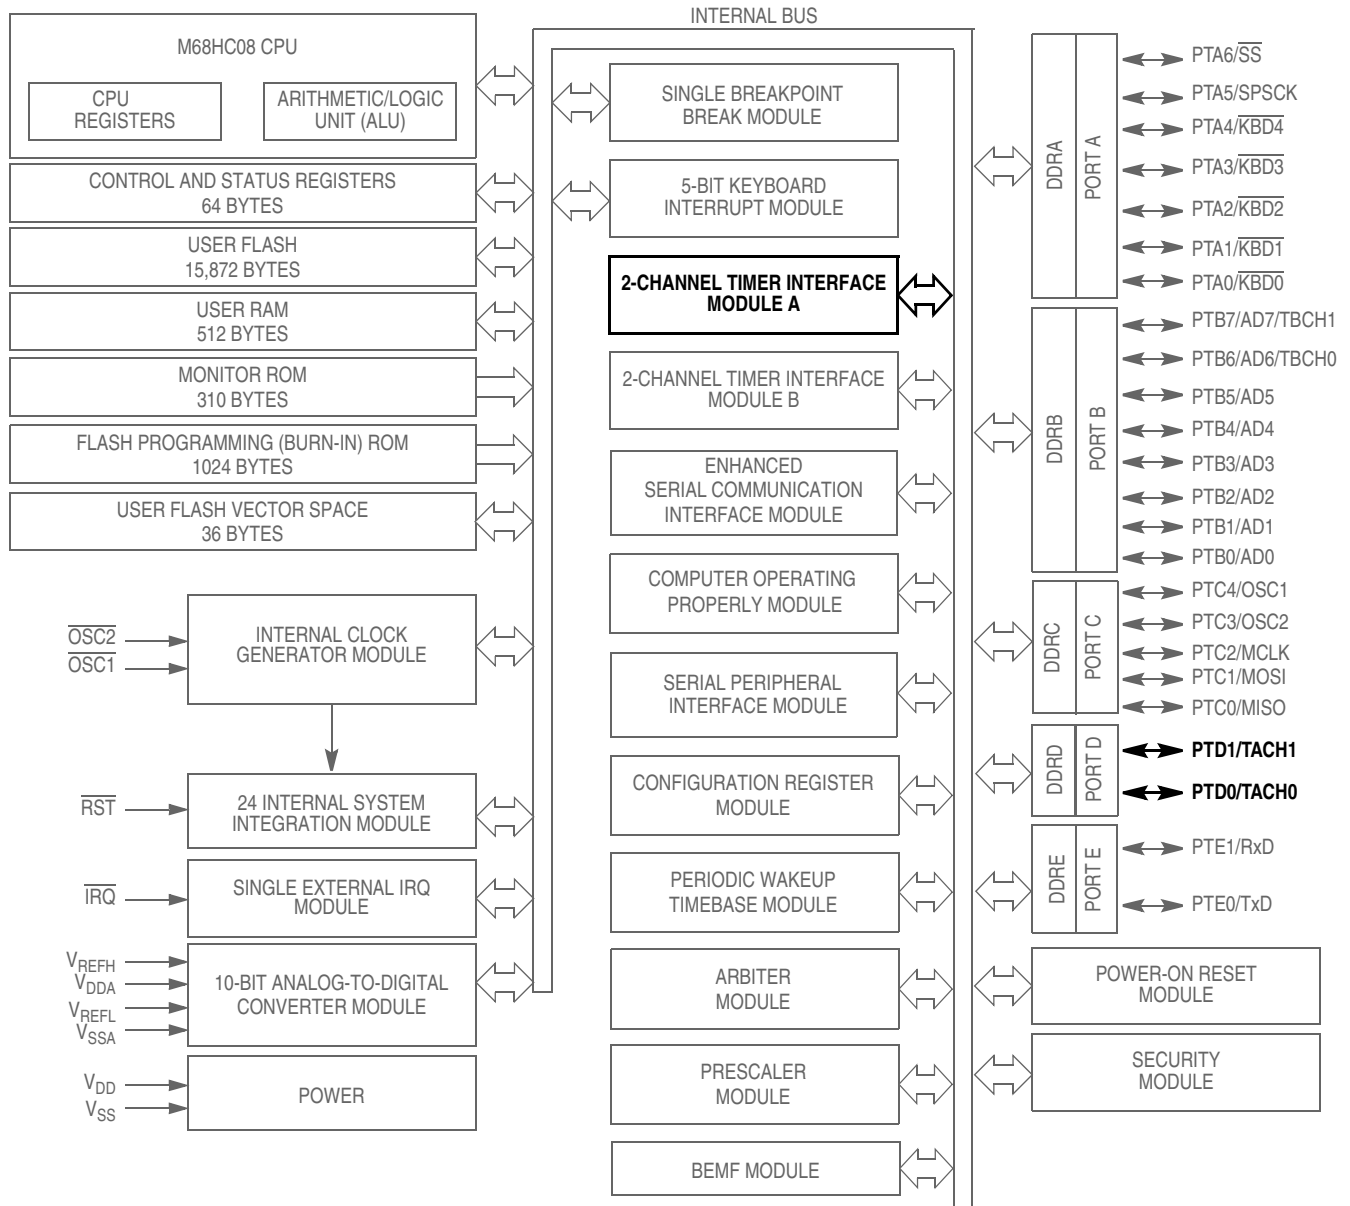 INTERNAL BUS
M68HC08 CPU
CPU
REGISTERS
ARITHMETIC/LOGIC
UNIT (ALU)
CONTROL AND STATUS REGISTERS
64 BYTES
USER FLASH
15,872 BYTES
USER RAM
512 BYTES
MONITOR ROM
310 BYTES
FLASH PROGRAMMING (BURN-IN) ROM
1024 BYTES
USER FLASH VECTOR SPACE
36 BYTES
OSC2
OSC1
INTERNAL CLOCK
GENERATOR MODULE
RST
24 INTERNAL SYSTEM
INTEGRATION MODULE
IRQ
SINGLE EXTERNAL IRQ
MODULE
VREFH
VDDA
VREFL
VSSA
10-BIT ANALOG-TO-DIGITAL
CONVERTER MODULE
VDD
VSS
POWER
SINGLE BREAKPOINT
BREAK MODULE
5-BIT KEYBOARD
INTERRUPT MODULE
2-CHANNEL TIMER INTERFACE
MODULE A
2-CHANNEL TIMER INTERFACE
MODULE B
ENHANCED
SERIAL COMMUNICATION
INTERFACE MODULE
COMPUTER OPERATING
PROPERLY MODULE
SERIAL PERIPHERAL
INTERFACE MODULE
CONFIGURATION REGISTER
MODULE
PERIODIC WAKEUP
TIMEBASE MODULE
ARBITER
MODULE
PRESCALER
MODULE
BEMF MODULE
DDRA
PORT A
PTA6/SS
PTA5/SPSCK
PTA4/KBD4
PTA3/KBD3
PTA2/KBD2
PTA1/KBD1
PTA0/KBD0
DDRB
PORT B
PTB7/AD7/TBCH1
PTB6/AD6/TBCH0
PTB5/AD5
PTB4/AD4
PTB3/AD3
PTB2/AD2
PTB1/AD1
PTB0/AD0
DDRC
PORT C
PTC4/OSC1
PTC3/OSC2
PTC2/MCLK
PTC1/MOSI
PTC0/MISO
DDRD
PORT D
PTD1/TACH1
PTD0/TACH0
DDRE
PORT E
PTE1/RxD
PTE0/TxD
POWER-ON RESET
MODULE
SECURITY
MODULE